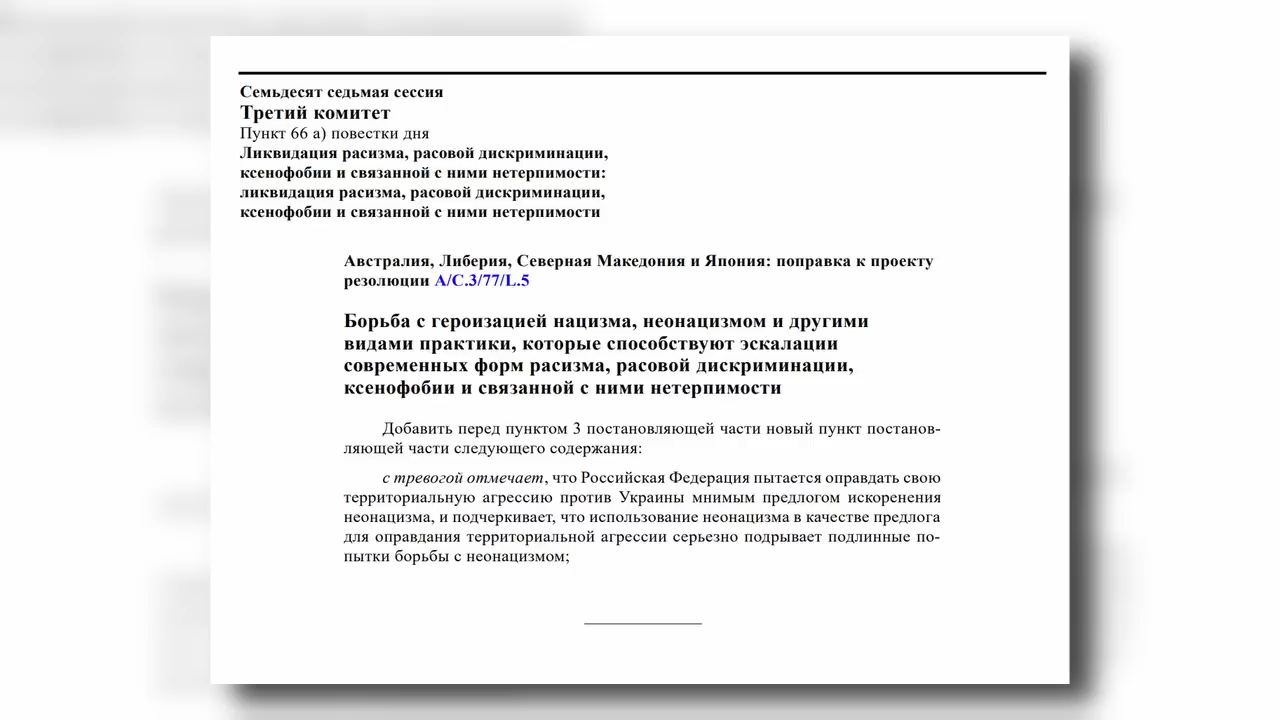 Семьдесят седьмая сессия
Третий комитет
Пункт 66 a) повестки дня
Ликвидация расизма, расовой дискриминации,
ксенофобии и связанной с ними нетерпимости:
ликвидация расизма, расовой дискриминации,
ксенофобии и связанной с ними нетерпимости
Австралия, Либерия, Северная Македония и Япония: поправка к проекту
резолюции A/C.3/77/L.5
Борьба с героизацией нацизма, неонацизмом и другими
видами практики, которые способствуют эскалации
современных форм расизма, расовой дискриминации,
ксенофобии и связанной с ними нетерпимости
Добавить перед пунктом 3 постановляющей части новый пункт постанов-
ляющей части следующего содержания:
с тревогой отмечает, что Российская Федерация пытается оправдать свою
территориальную агрессию против Украины мнимым предлогом искоренения
неонацизма, и подчеркивает, что использование неонацизма в качестве предлога
для оправдания территориальной агрессии серьезно подрывает подлинные по-
пытки борьбы с неонацизмом;